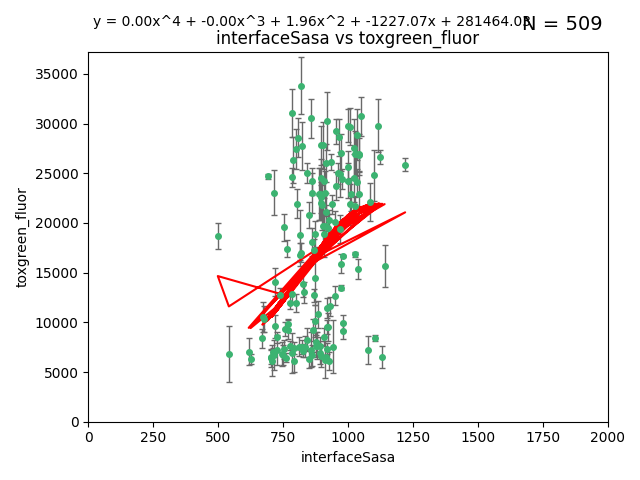 y = 0.00x^4 + -0.00x^3 + 1.96x^2 + -1227.07x + 281464.03
N = 509
interfaceSasa vs toxgreen_fluor
35000
30000
25000
20000
15000
10000
5000
0
toxgreen_fluor
0 250 500 750 1000 1250 1500 1750 2000
interfaceSasa